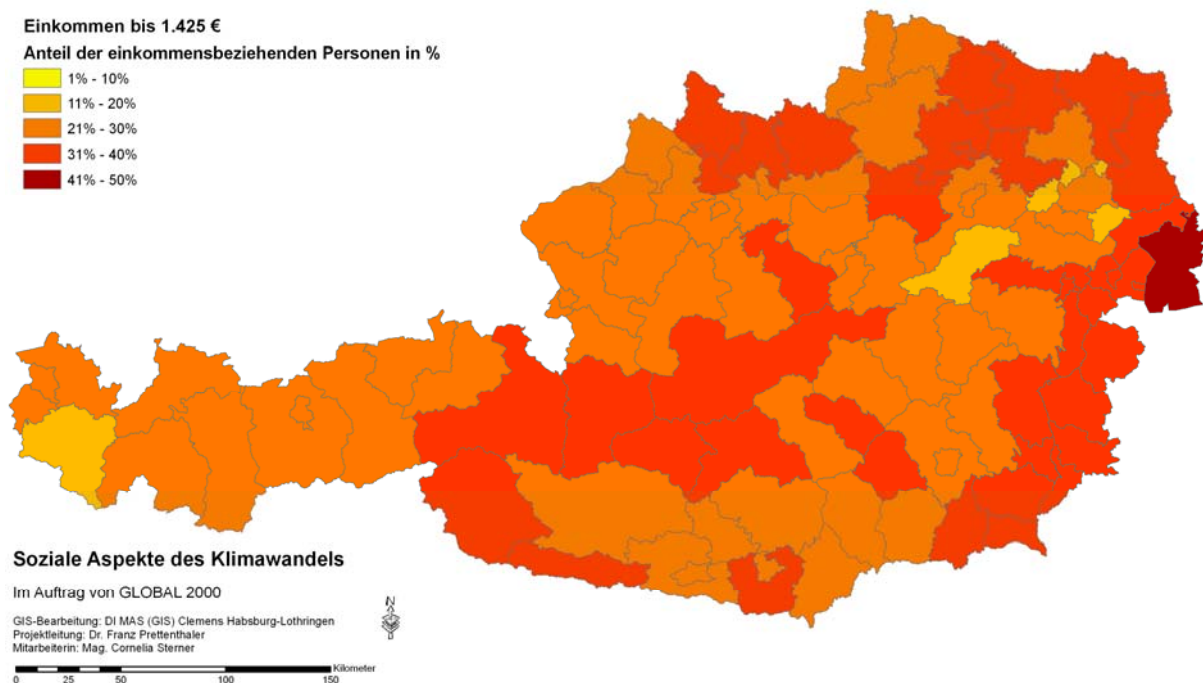 Einkommen bis 1.425 €
Anteil der einkommensbeziehenden Personen in %
1% - 10%
11% - 20%
21% - 30%
31% - 40%
41% - 50%
Soziale Aspekte des Klimawandels
Im Auftrag von GLOBAL 2000
GIS-Bearbeitung: DI MAS (GIS) Clemens Habsburg-Lothringen
Projektleitung: Dr. Franz Prettenthaler
Mitarbeiterin: Mag. Cornelia Sterner
N
Kilometer
0 25 50 100 150